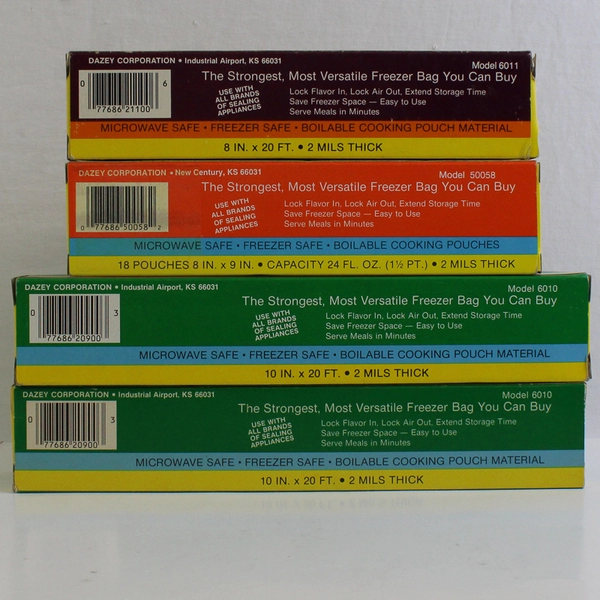 DAZEY CORPORATION • Industrial Airport, KS 66031
Model 6011
The Strongest, Most Versatile Freezer Bag You Can Buy
0 77686 21100 6
USE WITH
ALL BRANDS
OF SEALING
APPLIANCES
Lock Flavor In, Lock Air Out, Extend Storage Time
Save Freezer Space — Easy to Use
Serve Meals in Minutes
MICROWAVE SAFE • FREEZER SAFE • BOILABLE COOKING POUCH MATERIAL
8 IN. x 20 FT. • 2 MILS THICK
DAZEY CORPORATION • New Century, KS 66031
Model 50058
The Strongest, Most Versatile Freezer Bag You Can Buy
0 77686 50058 2
USE WITH
ALL BRANDS
OF SEALING
APPLIANCES
Lock Flavor In, Lock Air Out, Extend Storage Time
Save Freezer Space — Easy to Use
Serve Meals in Minutes
MICROWAVE SAFE • FREEZER SAFE • BOILABLE COOKING POUCHES
18 POUCHES 8 IN. x 9 IN. • CAPACITY 24 FL. OZ. (1½ PT.) • 2 MILS THICK
DAZEY CORPORATION • Industrial Airport, KS 66031
Model 6010
The Strongest, Most Versatile Freezer Bag You Can Buy
0 77686 20900 3
USE WITH
ALL BRANDS
OF SEALING
APPLIANCES
Lock Flavor In, Lock Air Out, Extend Storage Time
Save Freezer Space — Easy to Use
Serve Meals in Minutes
MICROWAVE SAFE • FREEZER SAFE • BOILABLE COOKING POUCH MATERIAL
10 IN. x 20 FT. • 2 MILS THICK
DAZEY CORPORATION • Industrial Airport, KS 66031
Model 6010
The Strongest, Most Versatile Freezer Bag You Can Buy
0 77686 20900 3
USE WITH
ALL BRANDS
OF SEALING
APPLIANCES
Lock Flavor In, Lock Air Out, Extend Storage Time
Save Freezer Space — Easy to Use
Serve Meals in Minutes
MICROWAVE SAFE • FREEZER SAFE • BOILABLE COOKING POUCH MATERIAL
10 IN. x 20 FT. • 2 MILS THICK